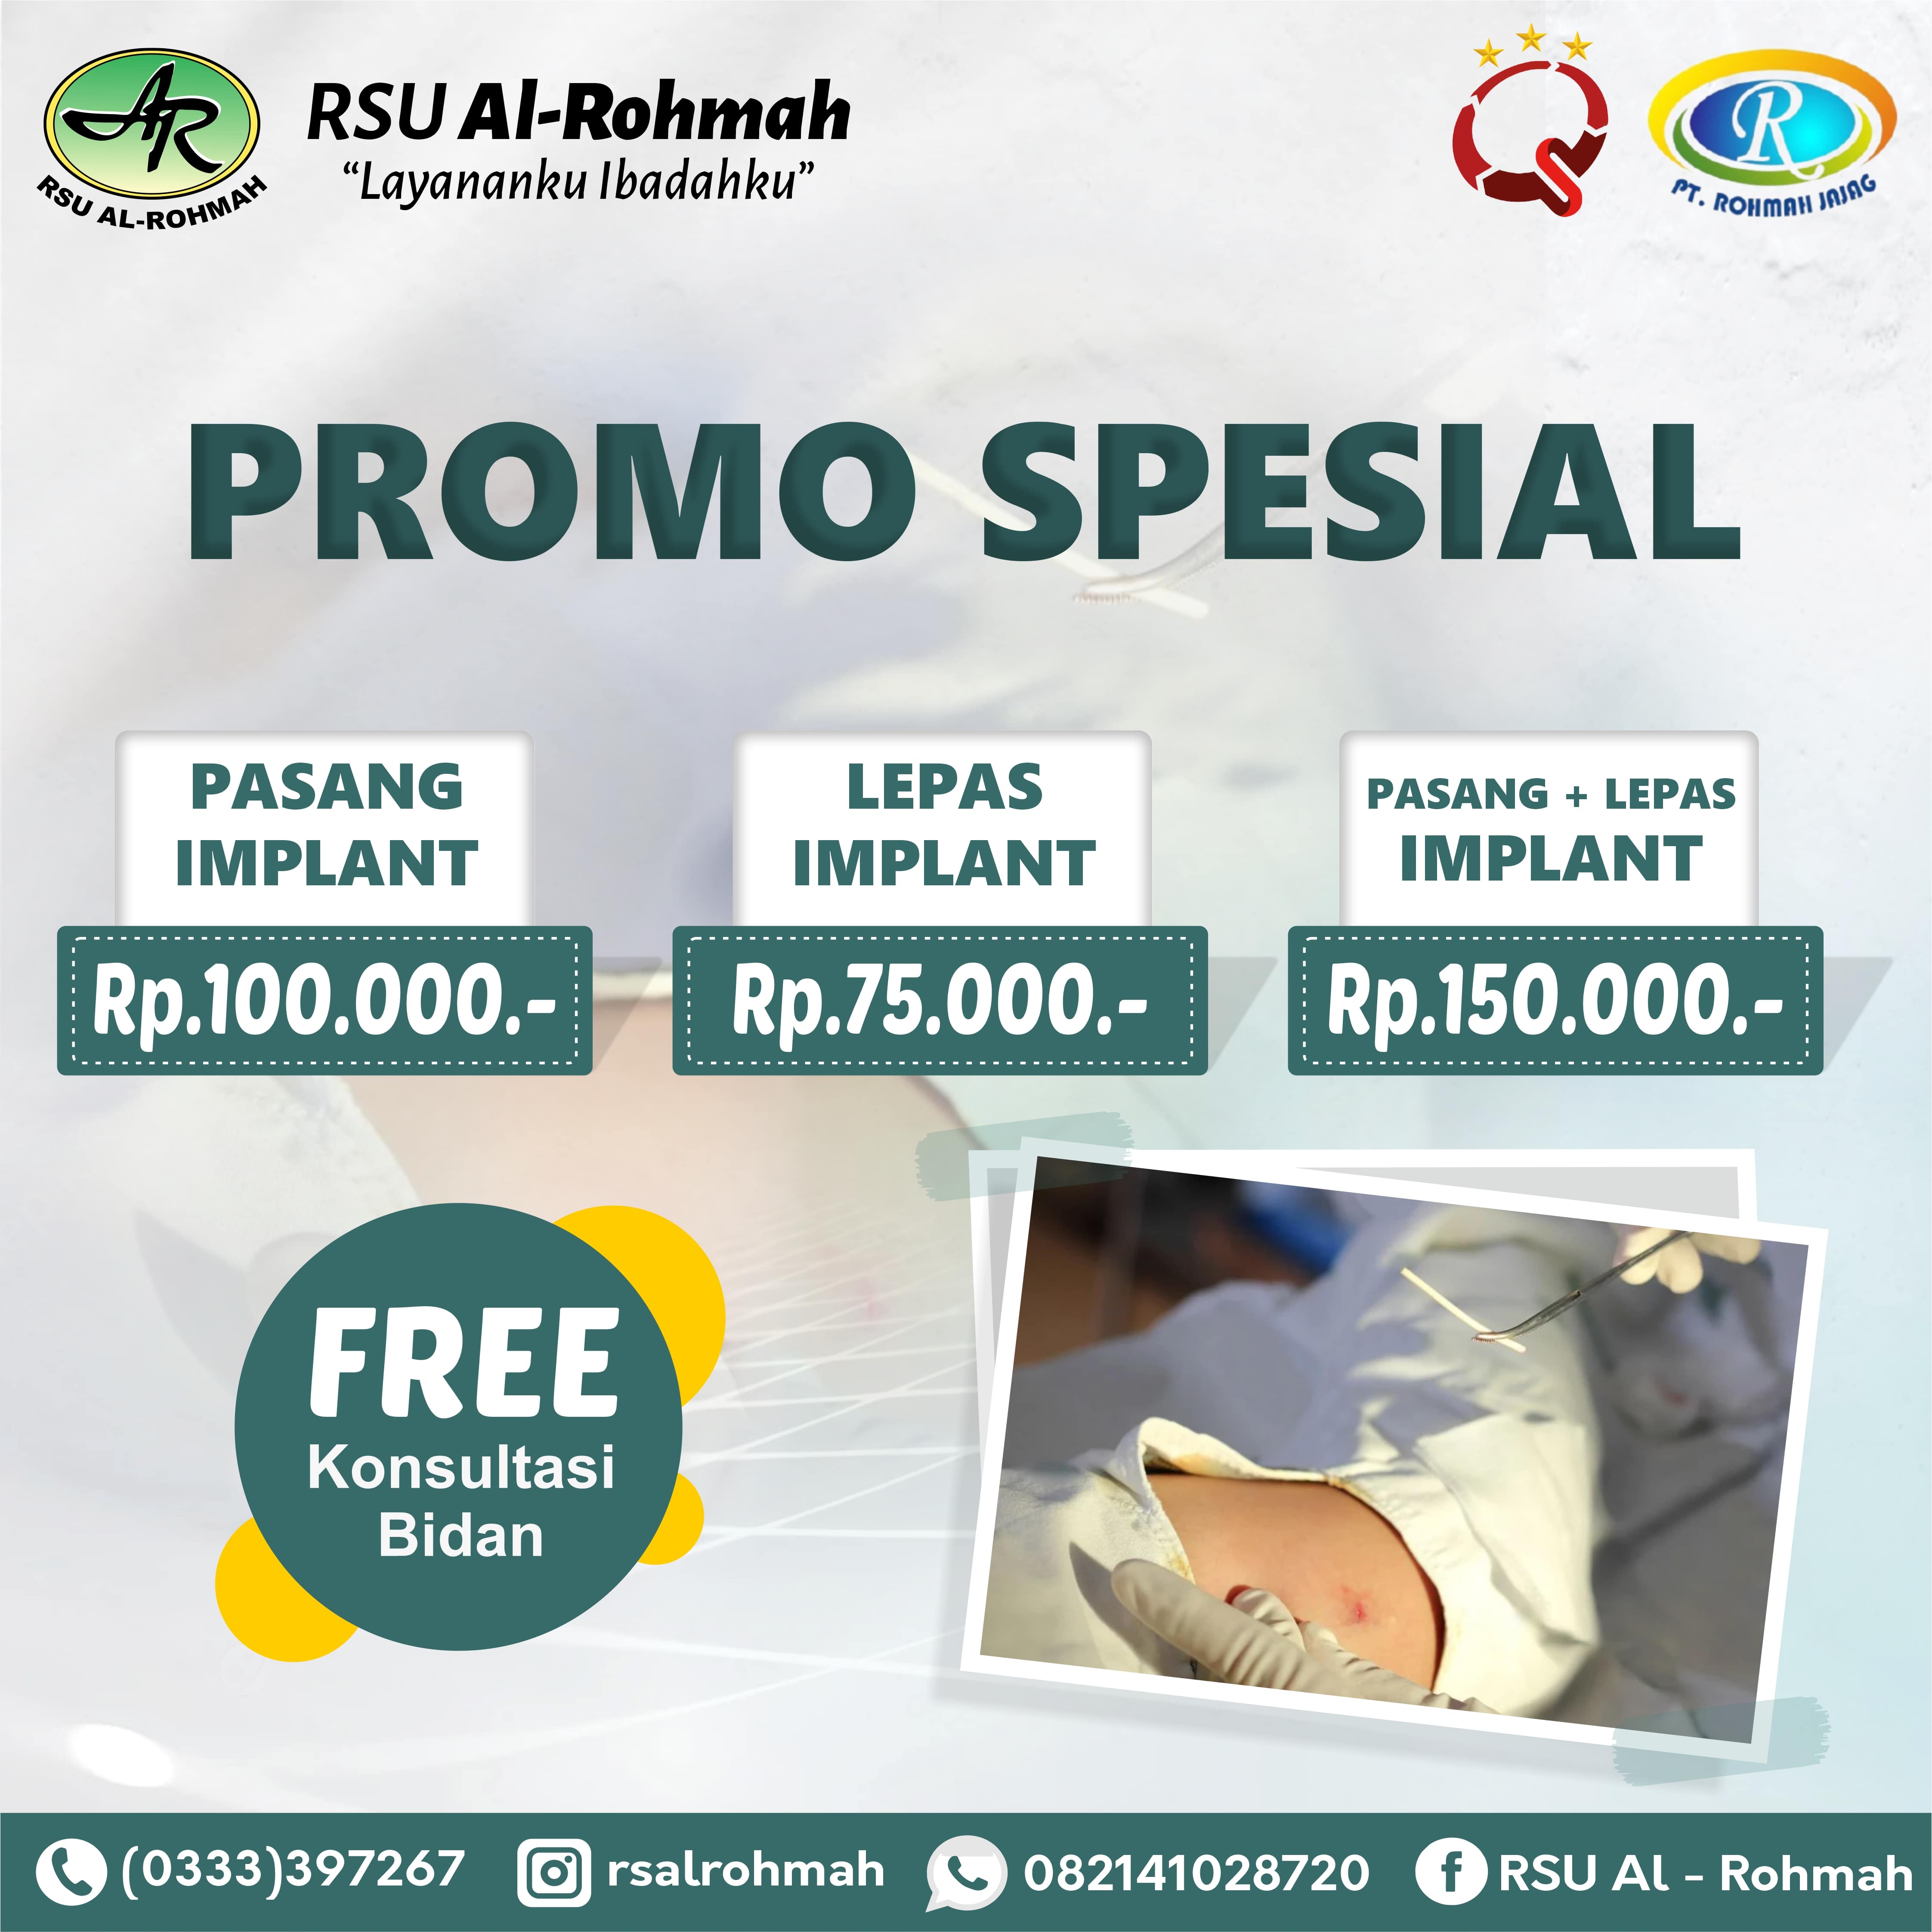 RSU AL-ROHMAH
RSU Al-Rohmah
“Layananku Ibadahku”
PT. ROHMAH JAJAG
PROMO SPESIAL
PASANG
IMPLANT
Rp.100.000.-
LEPAS
IMPLANT
Rp.75.000.-
PASANG + LEPAS
IMPLANT
Rp.150.000.-
FREE
Konsultasi
Bidan
(0333)397267
rsalrohmah
082141028720
RSU Al - Rohmah